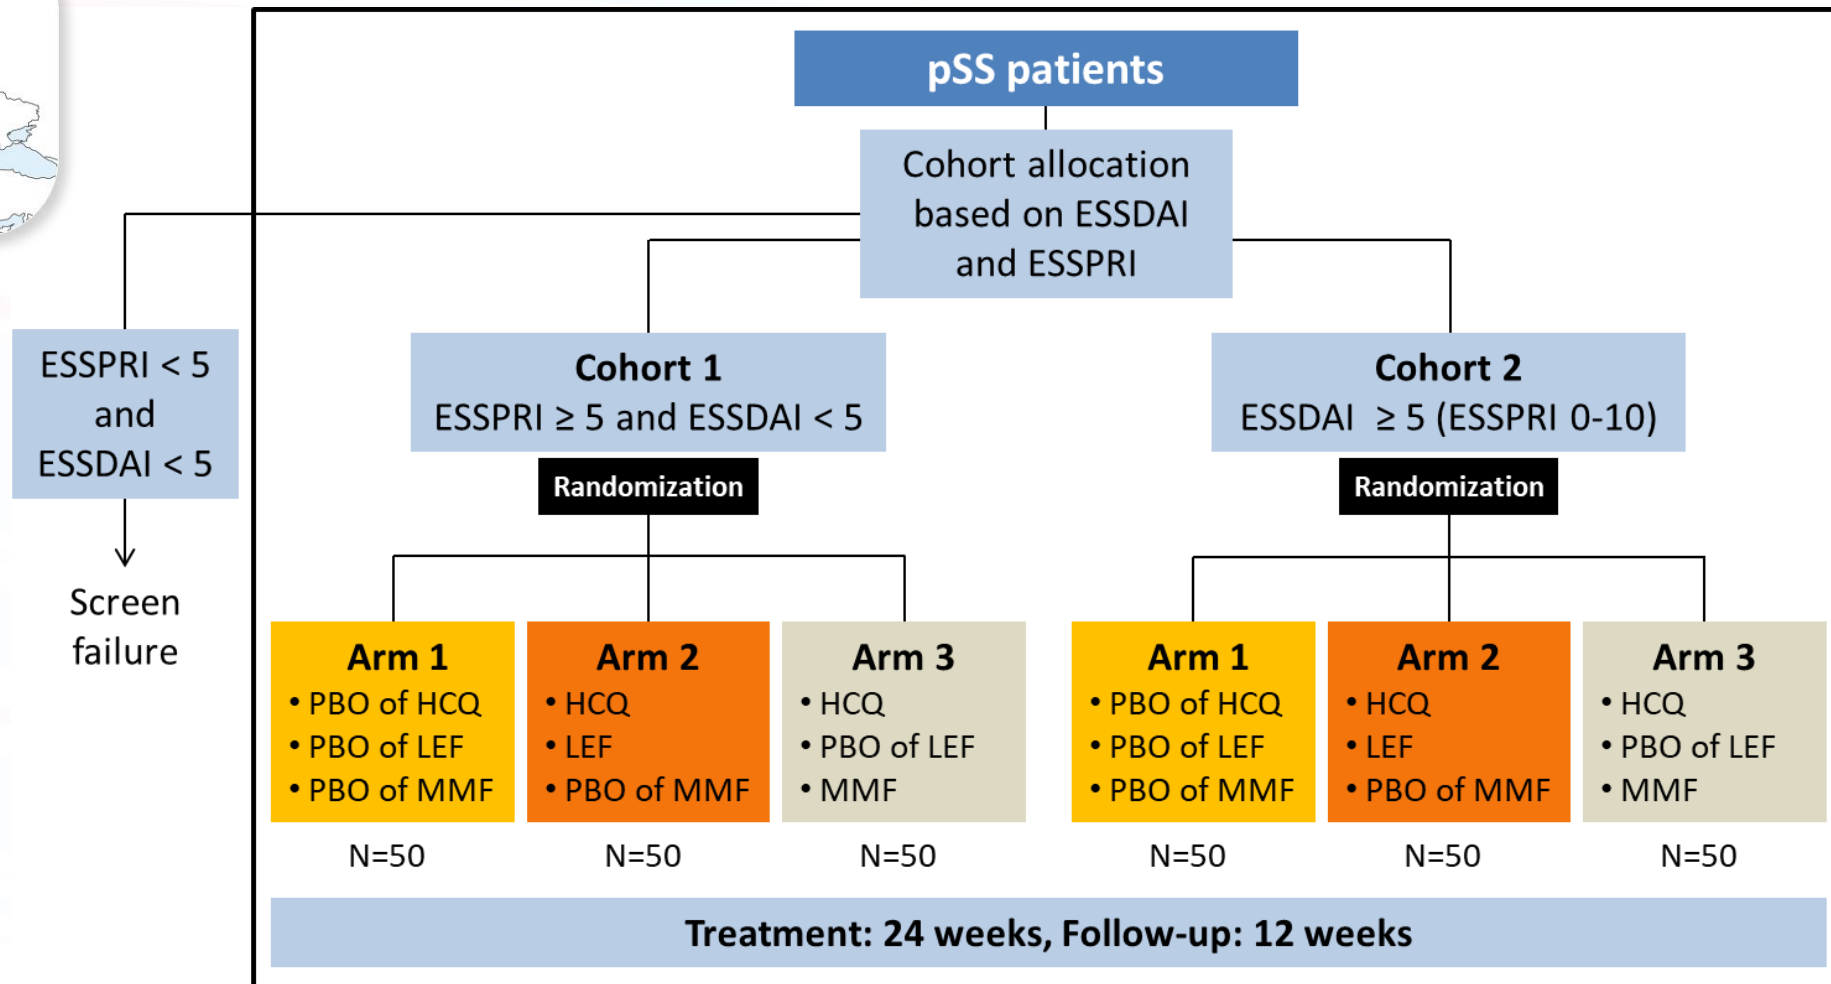 pSS patients
Cohort allocation
based on ESSDAI
and ESSPRI
ESSPRI < 5
and
ESSDAI < 5
Screen
failure
Cohort 1
ESSPRI ≥ 5 and ESSDAI < 5
Randomization
Arm 1
• PBO of HCQ
• PBO of LEF
• PBO of MMF
N=50
Arm 2
• HCQ
• LEF
• PBO of MMF
N=50
Arm 3
• HCQ
• PBO of LEF
• MMF
N=50
Cohort 2
ESSDAI ≥ 5 (ESSPRI 0-10)
Randomization
Arm 1
• PBO of HCQ
• PBO of LEF
• PBO of MMF
N=50
Arm 2
• HCQ
• LEF
• PBO of MMF
N=50
Arm 3
• HCQ
• PBO of LEF
• MMF
N=50
Treatment: 24 weeks, Follow-up: 12 weeks